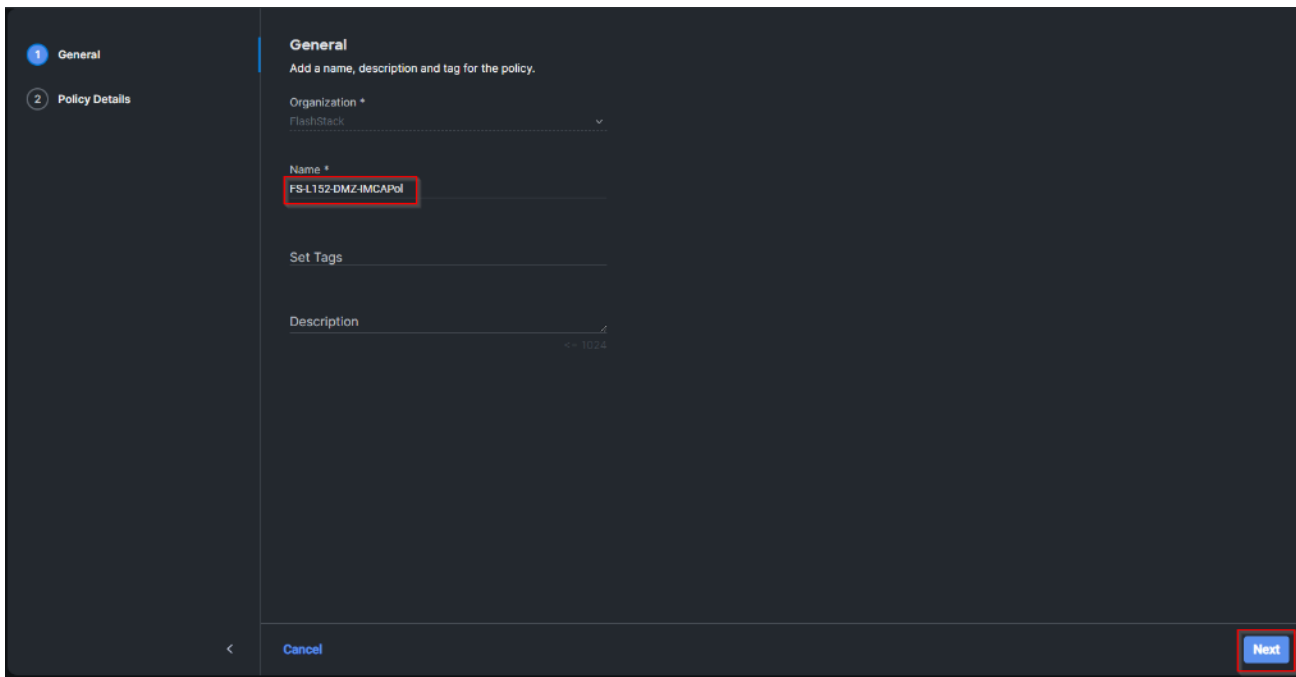 1 General
2 Policy Details
General
Add a name, description and tag for the policy.
Organization *
FlashStack
Name *
FS-L152-DMZ-IMCAPol
Set Tags
Description
<= 1024
Cancel
Next